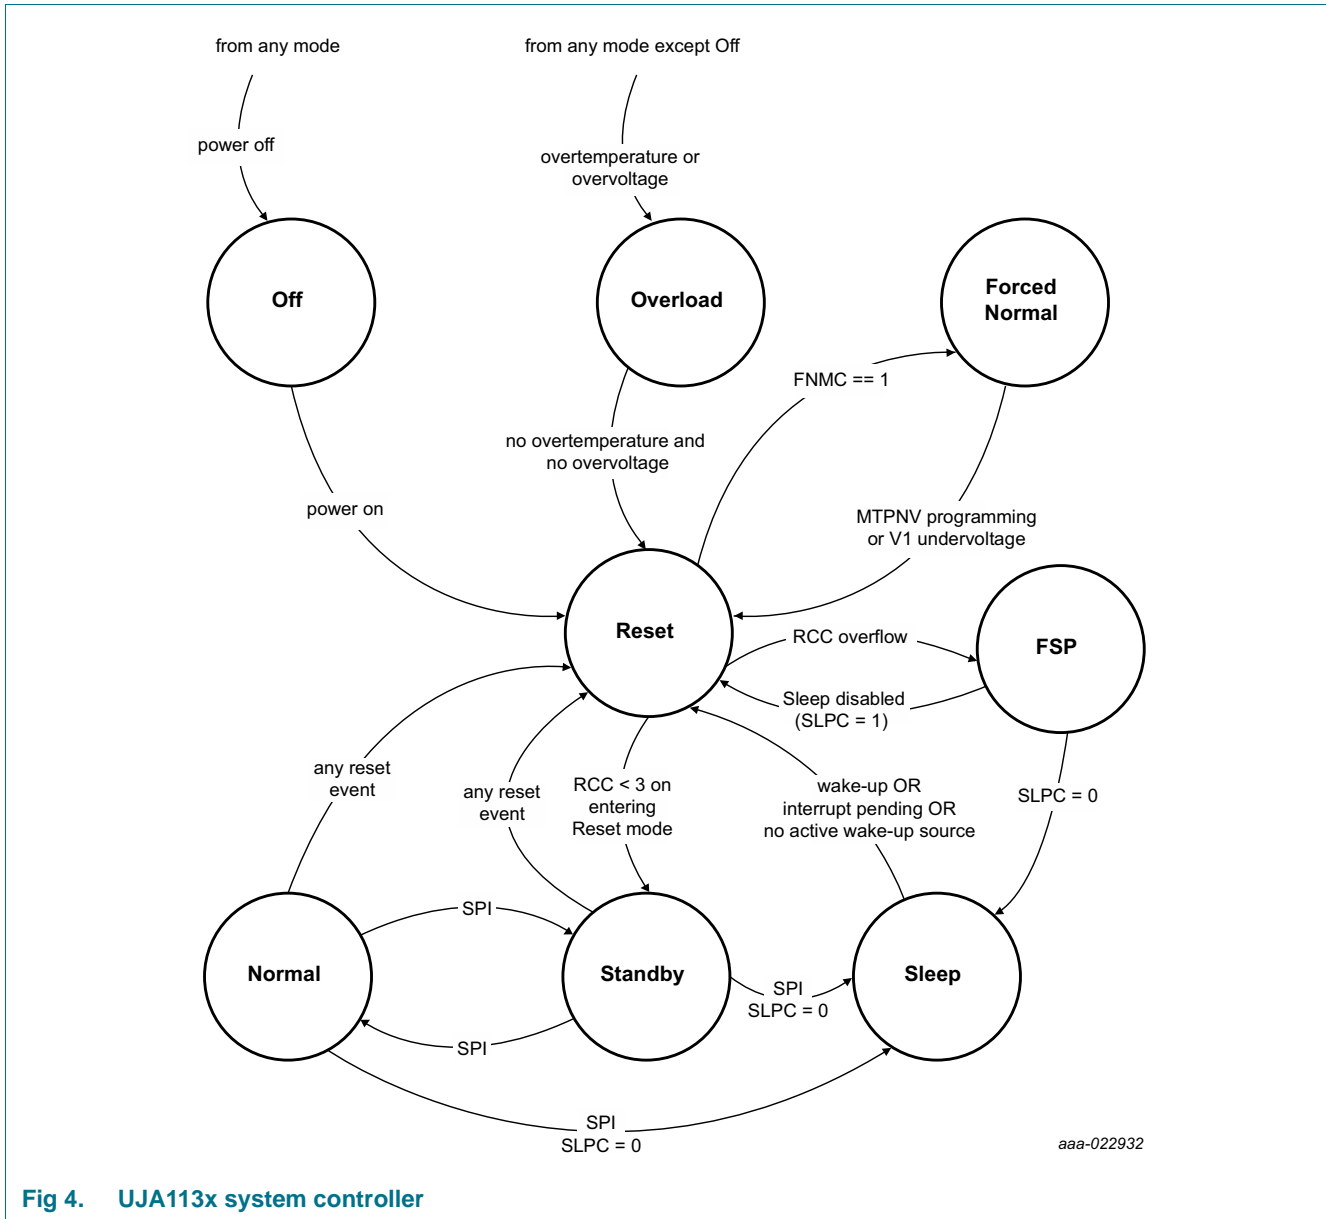 from any mode
from any mode except Off
power off
overtemperature or
overvoltage
Off
Overload
Forced
Normal
FNMC == 1
no overtemperature and
no overvoltage
power on
MTPNV programming
or V1 undervoltage
Reset
RCC overflow
FSP
Sleep disabled
(SLPC = 1)
any reset
event
any reset
event
RCC < 3 on
entering
Reset mode
wake-up OR
interrupt pending OR
no active wake-up source
SLPC = 0
SPI
Normal
Standby
Sleep
SPI
SLPC = 0
SPI
SPI
SLPC = 0
aaa-022932
Fig 4. UJA113x system controller